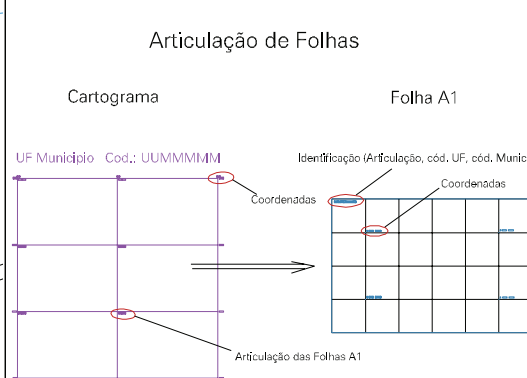 Articulação de Folhas
Cartograma
Folha A1
UF Municipio Cod.: UUMMMMM
Identificação (Articulação, cód. UF, cód. Munic
Coordenadas
Coordenadas
Articulação das Folhas A1